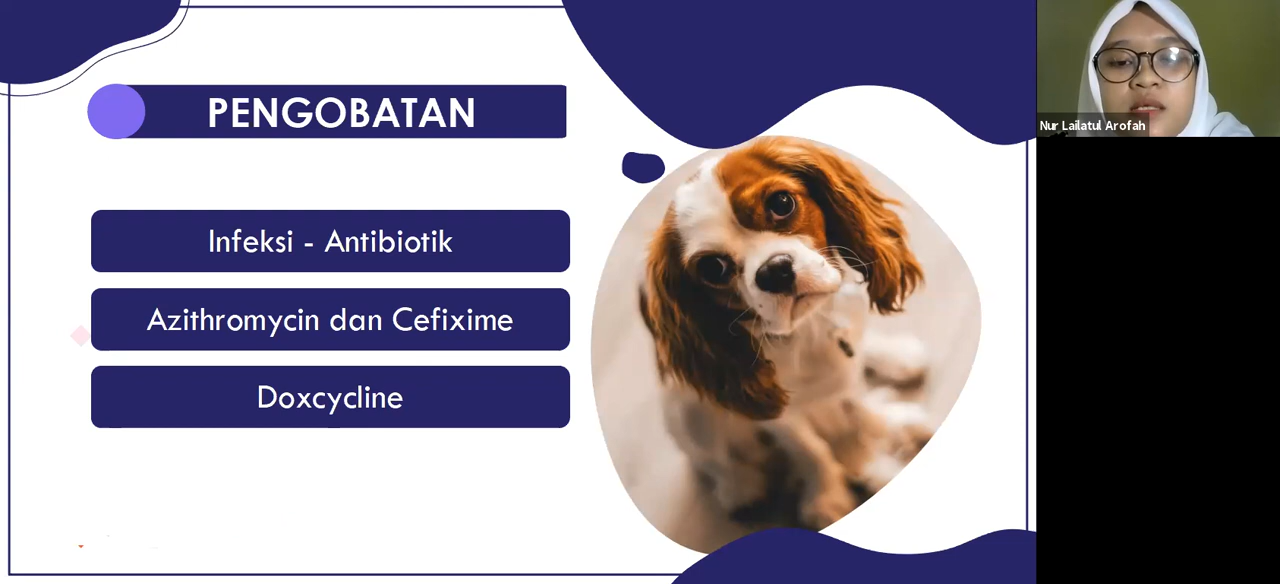 PENGOBATAN
Infeksi - Antibiotik
Azithromycin dan Cefixime
Doxcycline
Nur Lailatul Arofah